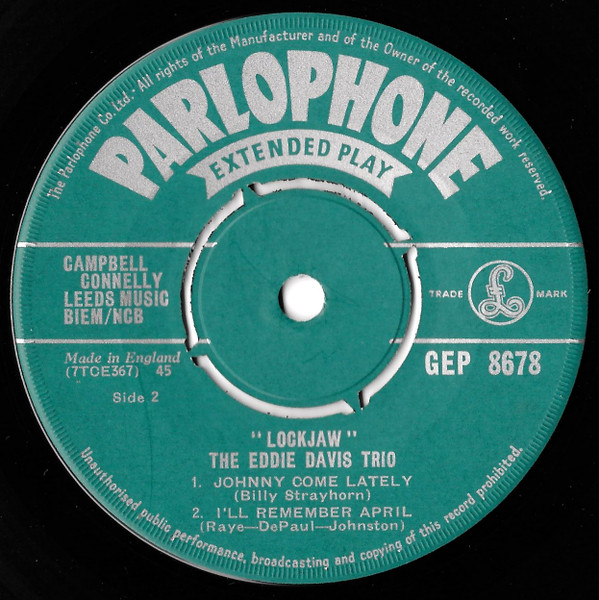 The Parlophone Co. Ltd. · All rights of the Manufacturer and of the Owner of the recorded work reserved.
PARLOPHONE
EXTENDED PLAY
CAMPBELL
CONNELLY
LEEDS MUSIC
BIEM/NCB
TRADE £ MARK
Made in England
(7TCE367) 45
GEP 8678
Side 2
"LOCKJAW"
THE EDDIE DAVIS TRIO
1. JOHNNY COME LATELY
(Billy Strayhorn)
2. I'LL REMEMBER APRIL
(Raye—DePaul—Johnston)
Unauthorised public performance, broadcasting and copying of this record prohibited.